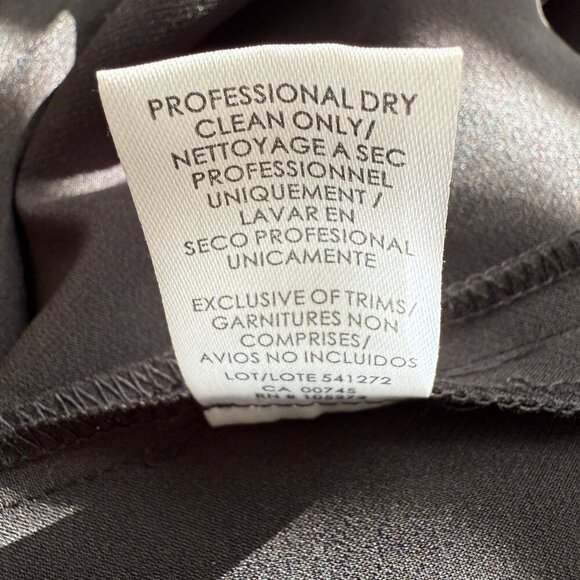 PROFESSIONAL DRY
CLEAN ONLY/
NETTOYAGE A SEC
PROFESSIONNEL
UNIQUEMENT/
LAVAR EN
SECO PROFESIONAL
UNICAMENTE
EXCLUSIVE OF TRIMS/
GARNITURES NON
COMPRISES/
AVIOS NO INCLUIDOS
LOT/LOTE 541272
CA 00745
RN #